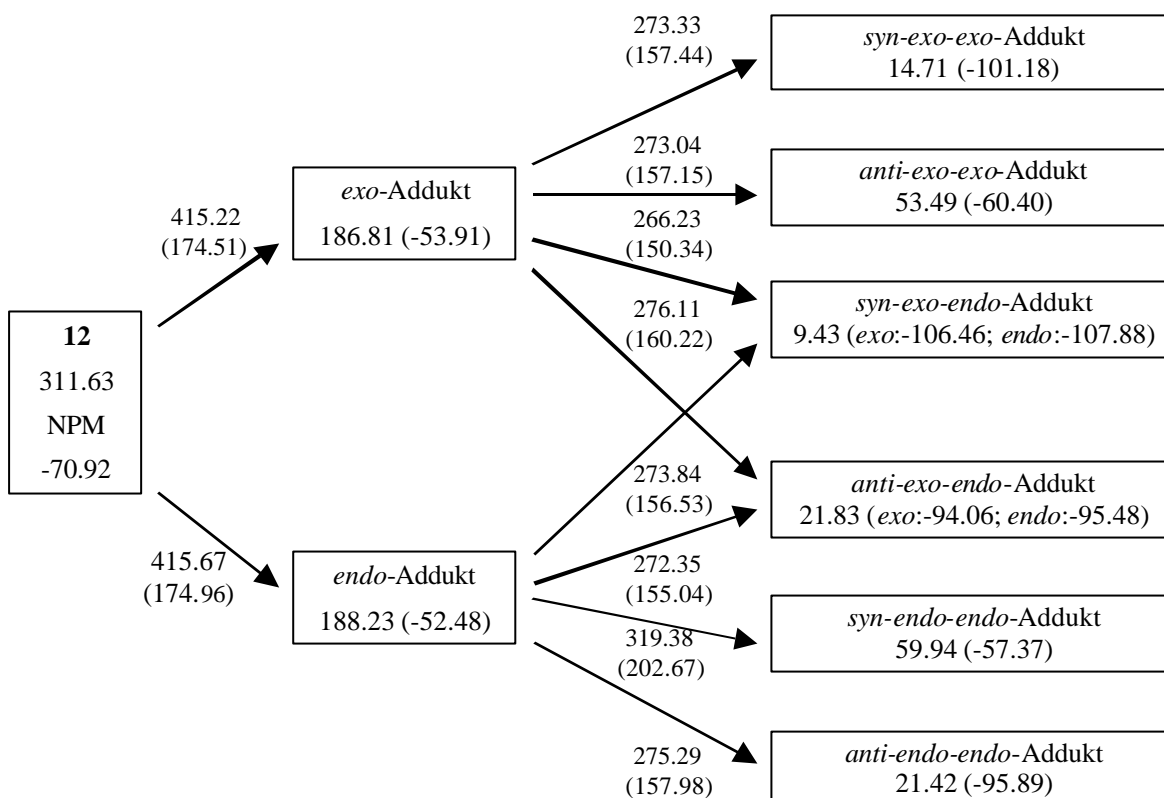 273.33
(157.44)
syn-exo-exo-Addukt
14.71 (-101.18)
273.04
(157.15)
anti-exo-exo-Addukt
53.49 (-60.40)
exo-Addukt
186.81 (-53.91)
415.22
(174.51)
266.23
(150.34)
syn-exo-endo-Addukt
9.43 (exo:-106.46; endo:-107.88)
276.11
(160.22)
12
311.63
NPM
-70.92
273.84
(156.53)
anti-exo-endo-Addukt
21.83 (exo:-94.06; endo:-95.48)
415.67
(174.96)
endo-Addukt
188.23 (-52.48)
272.35
(155.04)
syn-endo-endo-Addukt
59.94 (-57.37)
319.38
(202.67)
275.29
(157.98)
anti-endo-endo-Addukt
21.42 (-95.89)